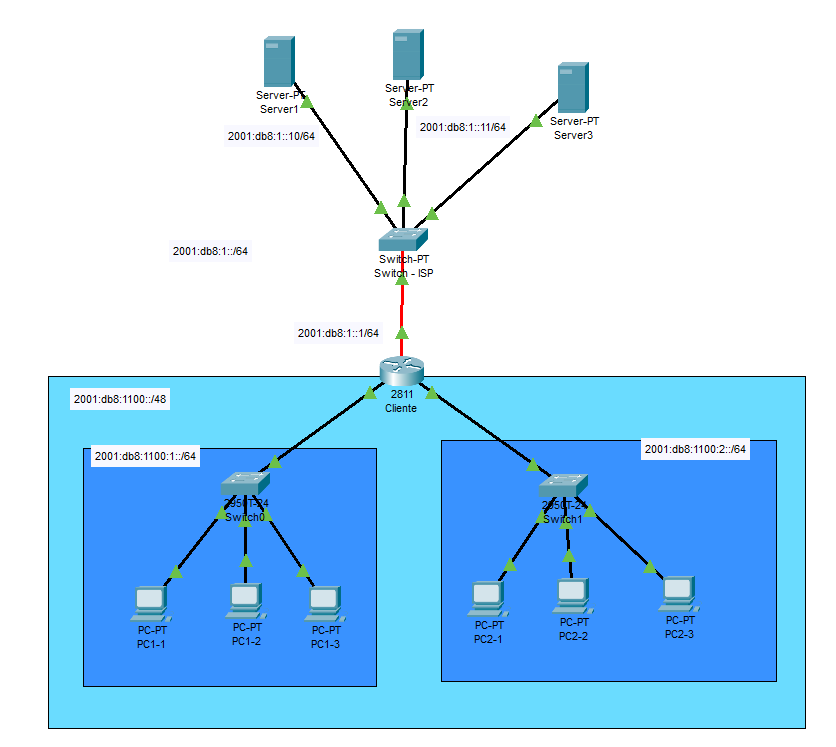 Server-PT
Server1
Server-PT
Server2
Server-PT
Server3
2001:db8:1::10/64
2001:db8:1::11/64
2001:db8:1::/64
Switch-PT
Switch - ISP
2001:db8:1::1/64
2811
Cliente
2001:db8:1100::/48
2001:db8:1100:1::/64
2001:db8:1100:2::/64
2950T-24
Switch0
2950T-24
Switch1
PC-PT
PC1-1
PC-PT
PC1-2
PC-PT
PC1-3
PC-PT
PC2-1
PC-PT
PC2-2
PC-PT
PC2-3